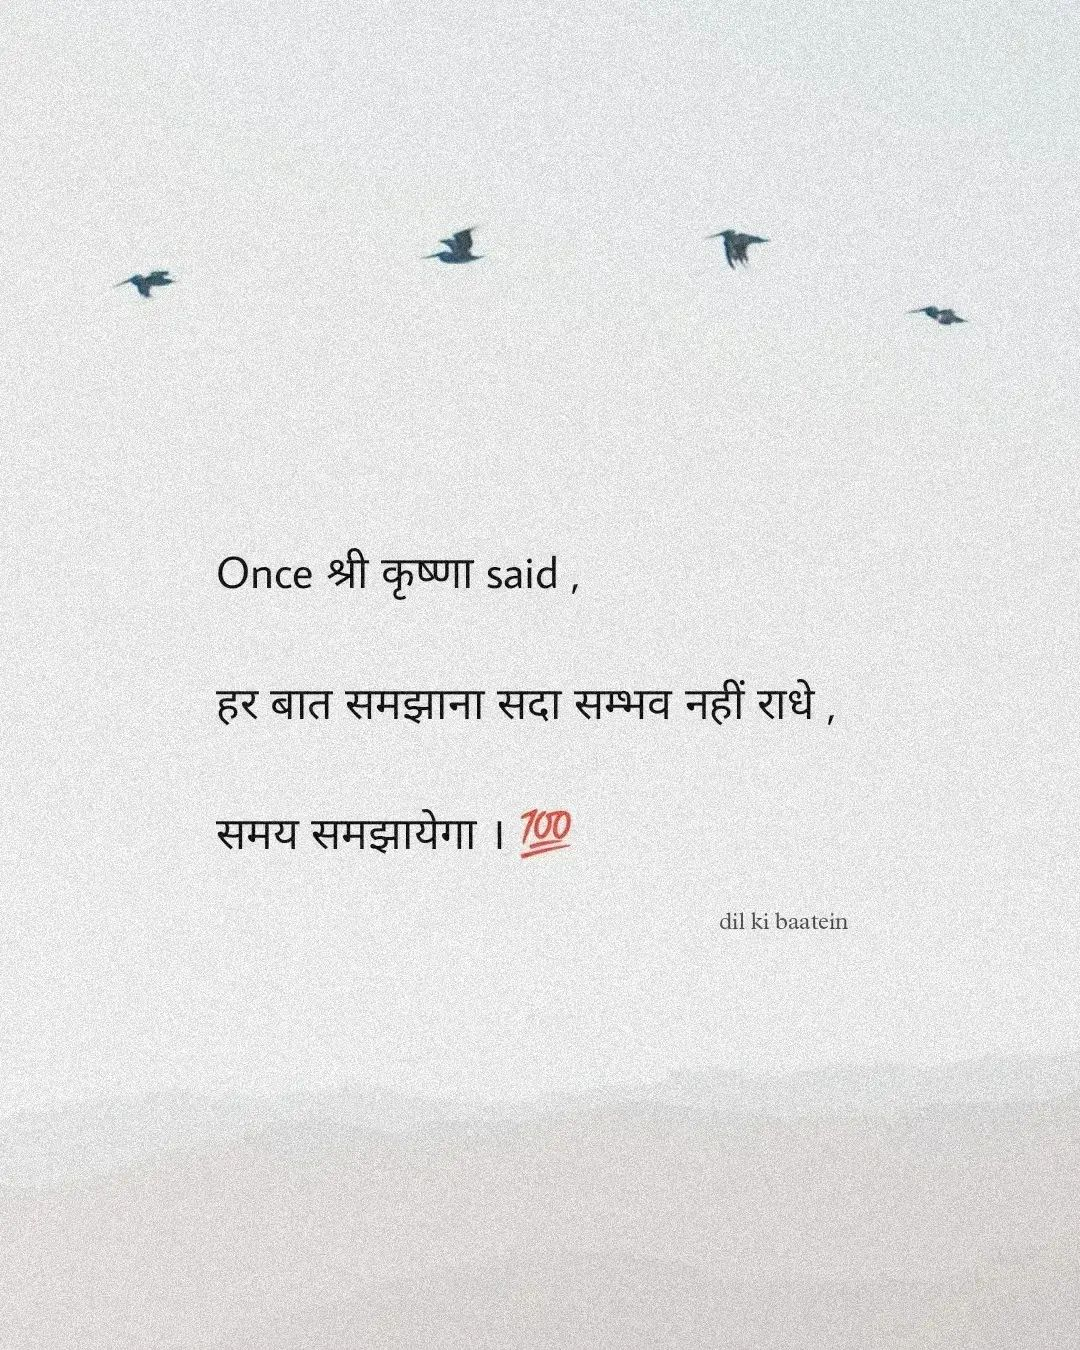 Once श्री कृष्णा said ,
हर बात समझाना सदा सम्भव नहीं राधे ,
समय समझायेगा । 💯
dil ki baatein